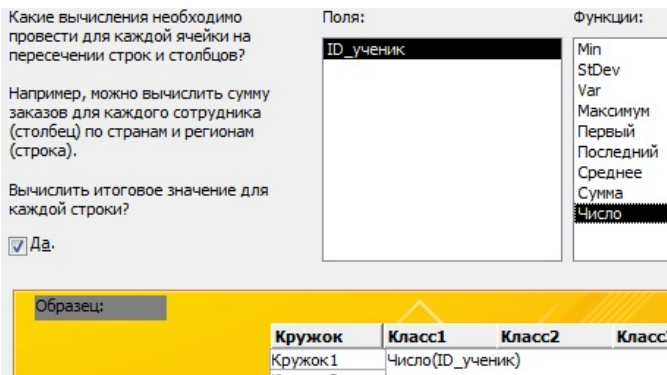 Какие вычисления необходимо
провести для каждой ячейки на
пересечении строк и столбцов?
Например, можно вычислить сумму
заказов для каждого сотрудника
(столбец) по странам и регионам
(строка).
Вычислить итоговое значение для
каждой строки?
Да.
Поля:
ID_ученик
Функции:
Min
StDev
Var
Максимум
Первый
Последний
Среднее
Сумма
Число
Образец:
Кружок Класс1 Класс2
Кружок1 Число(ID_ученик)